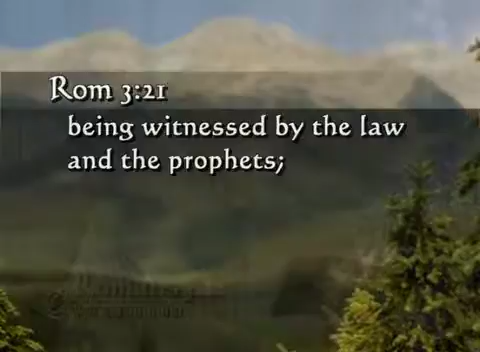 Rom 3:21
being witnessed by the law
and the prophets;